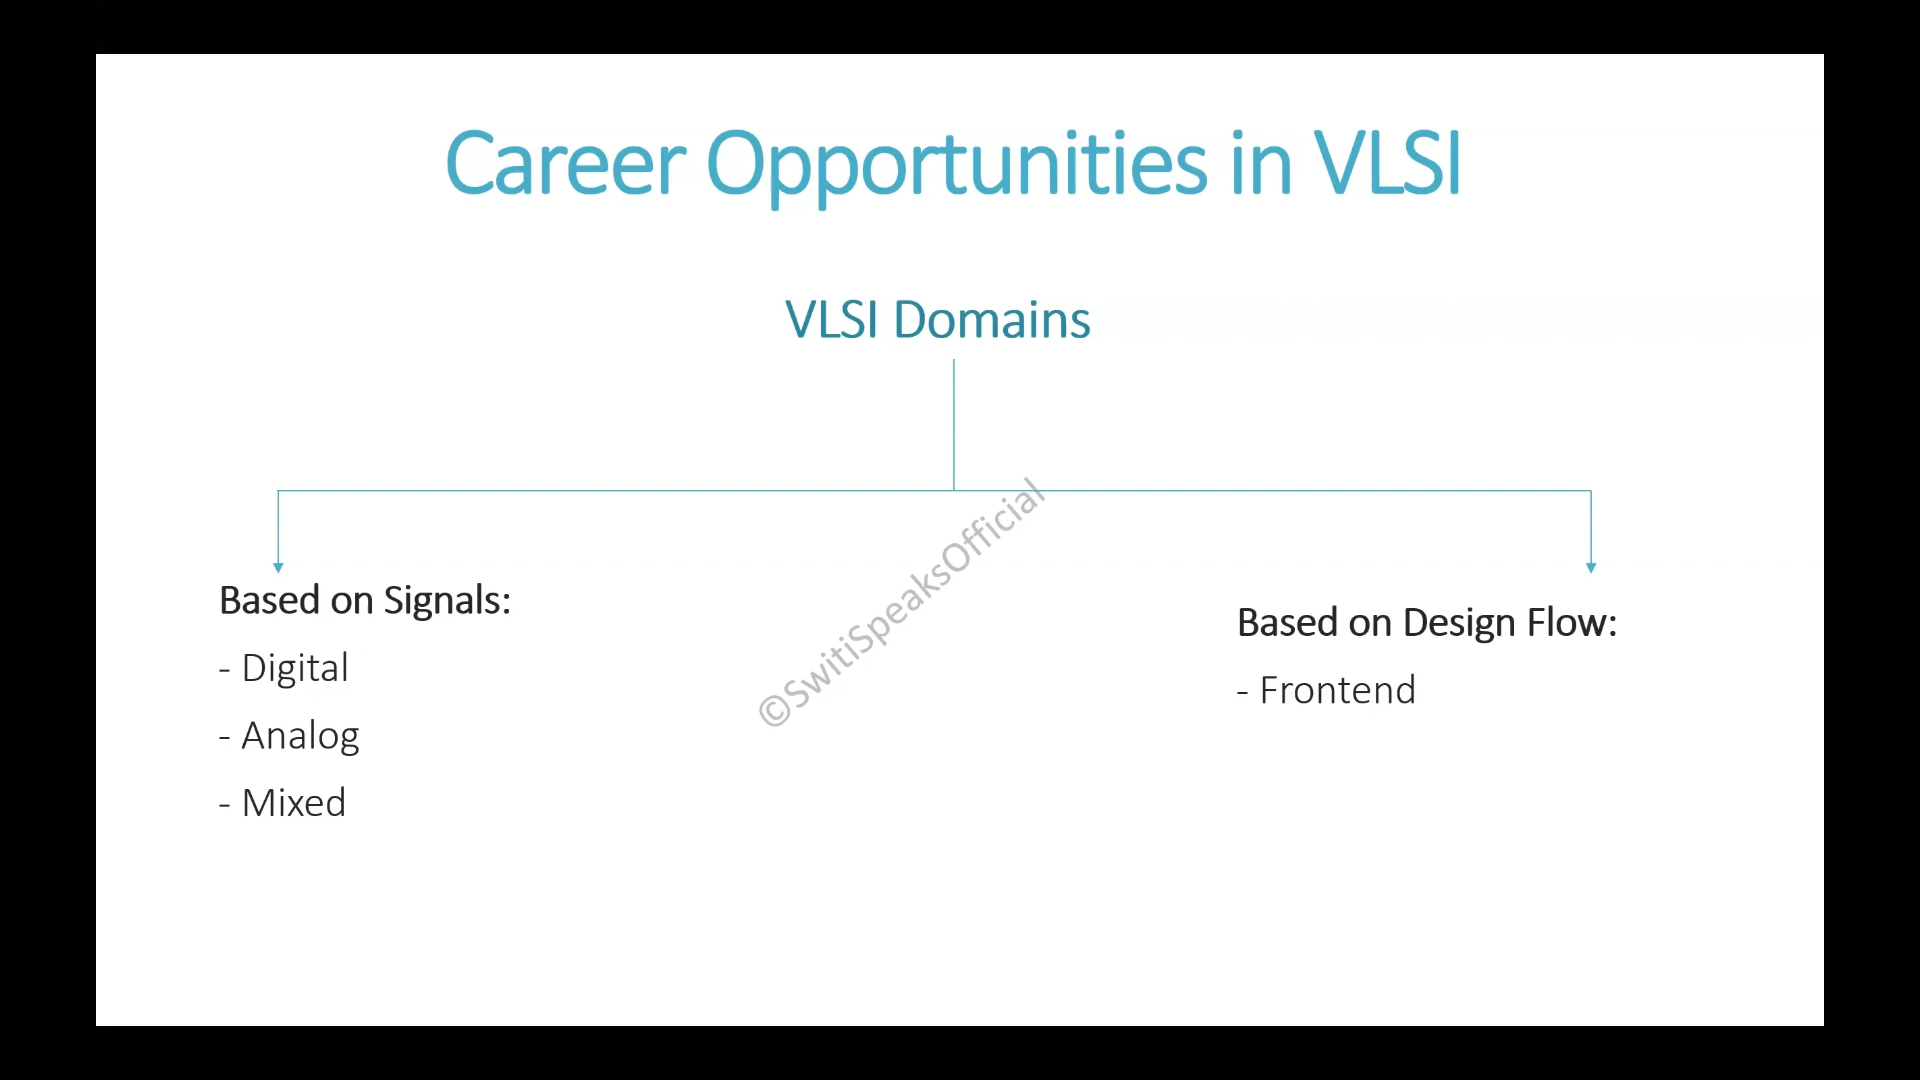 Career Opportunities in VLSI
VLSI Domains
Based on Signals:
- Digital
- Analog
- Mixed
©SwitiSpeaksOfficial
Based on Design Flow:
- Frontend